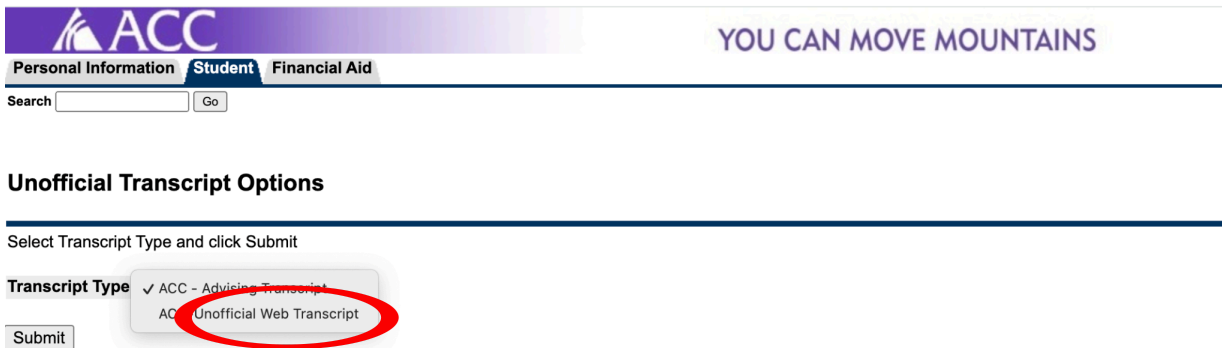 ACC
YOU CAN MOVE MOUNTAINS
Personal Information Student Financial Aid
Search Go
Unofficial Transcript Options
Select Transcript Type and click Submit
Transcript Type ✓ ACC - Advising Transcript
Unofficial Web Transcript
Submit